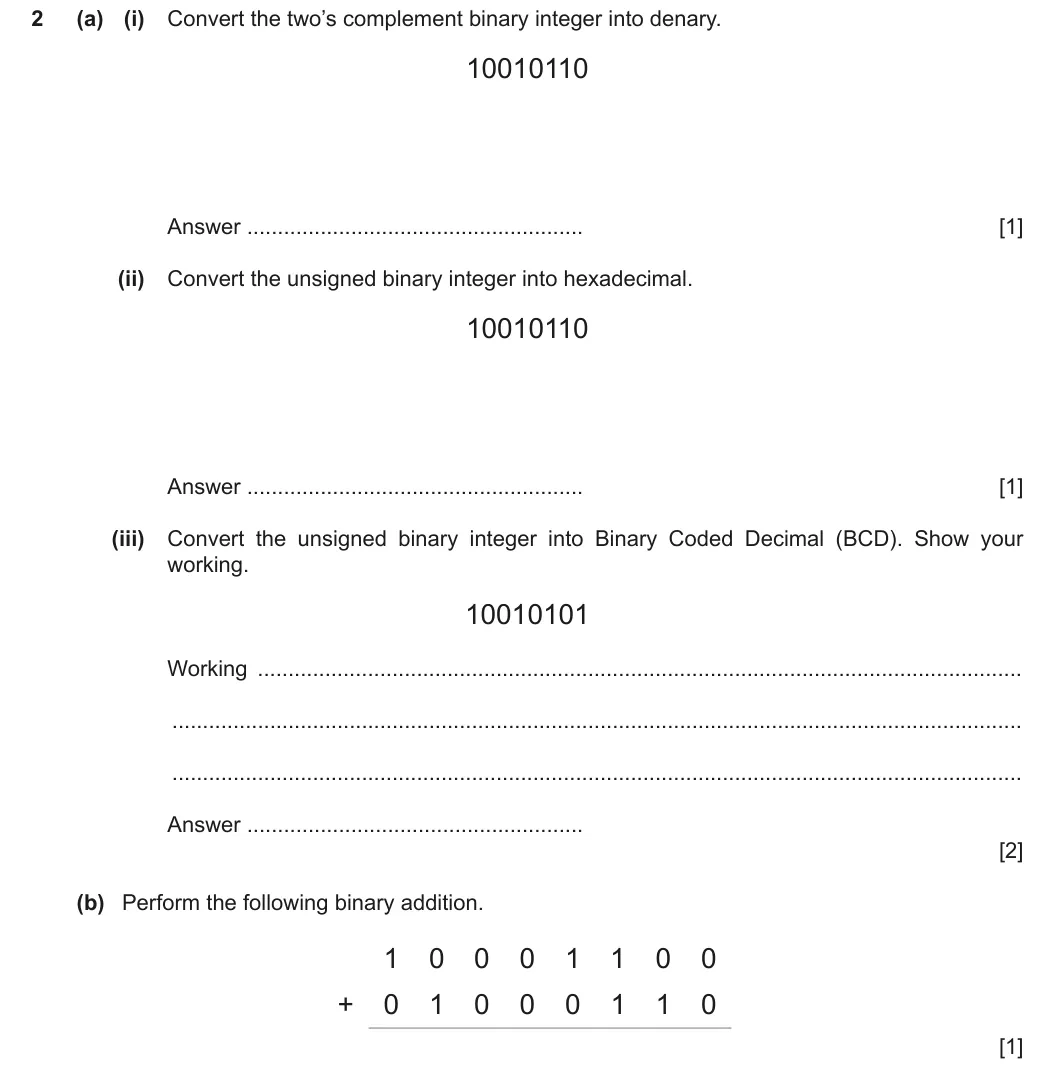 2 (a) (i) Convert the two's complement binary integer into denary.
10010110
Answer ....................................................... [1]
(ii) Convert the unsigned binary integer into hexadecimal.
10010110
Answer ....................................................... [1]
(iii) Convert the unsigned binary integer into Binary Coded Decimal (BCD). Show your
working.
10010101
Working .............................................................................................................................
...........................................................................................................................................
...........................................................................................................................................
Answer .......................................................
[2]
(b) Perform the following binary addition.
1 0 0 0 1 1 0 0
+ 0 1 0 0 0 1 1 0
[1]